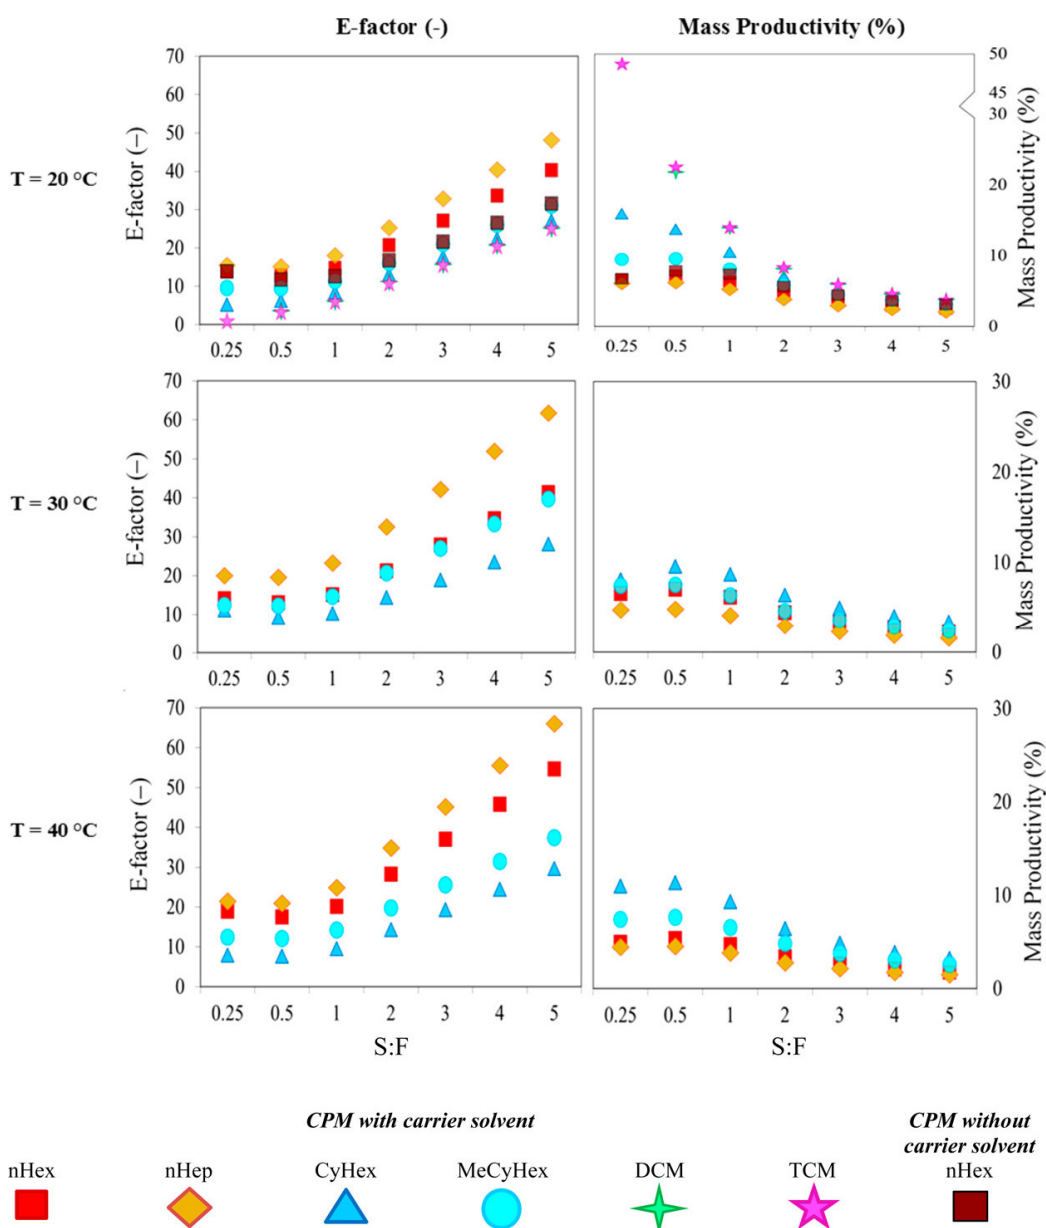 E-factor (-)
Mass Productivity (%)
T = 20 °C
E-factor (–)
70
60
50
40
30
20
10
0
0.25 0.5 1 2 3 4 5
50
45
30
20
10
0
Mass Productivity (%)
0.25 0.5 1 2 3 4 5
T = 30 °C
E-factor (–)
70
60
50
40
30
20
10
0
0.25 0.5 1 2 3 4 5
30
20
10
0
Mass Productivity (%)
0.25 0.5 1 2 3 4 5
T = 40 °C
E-factor (–)
70
60
50
40
30
20
10
0
0.25 0.5 1 2 3 4 5
S:F
30
20
10
0
Mass Productivity (%)
0.25 0.5 1 2 3 4 5
S:F
CPM with carrier solvent
CPM without
carrier solvent
nHex nHep CyHex MeCyHex DCM TCM nHex